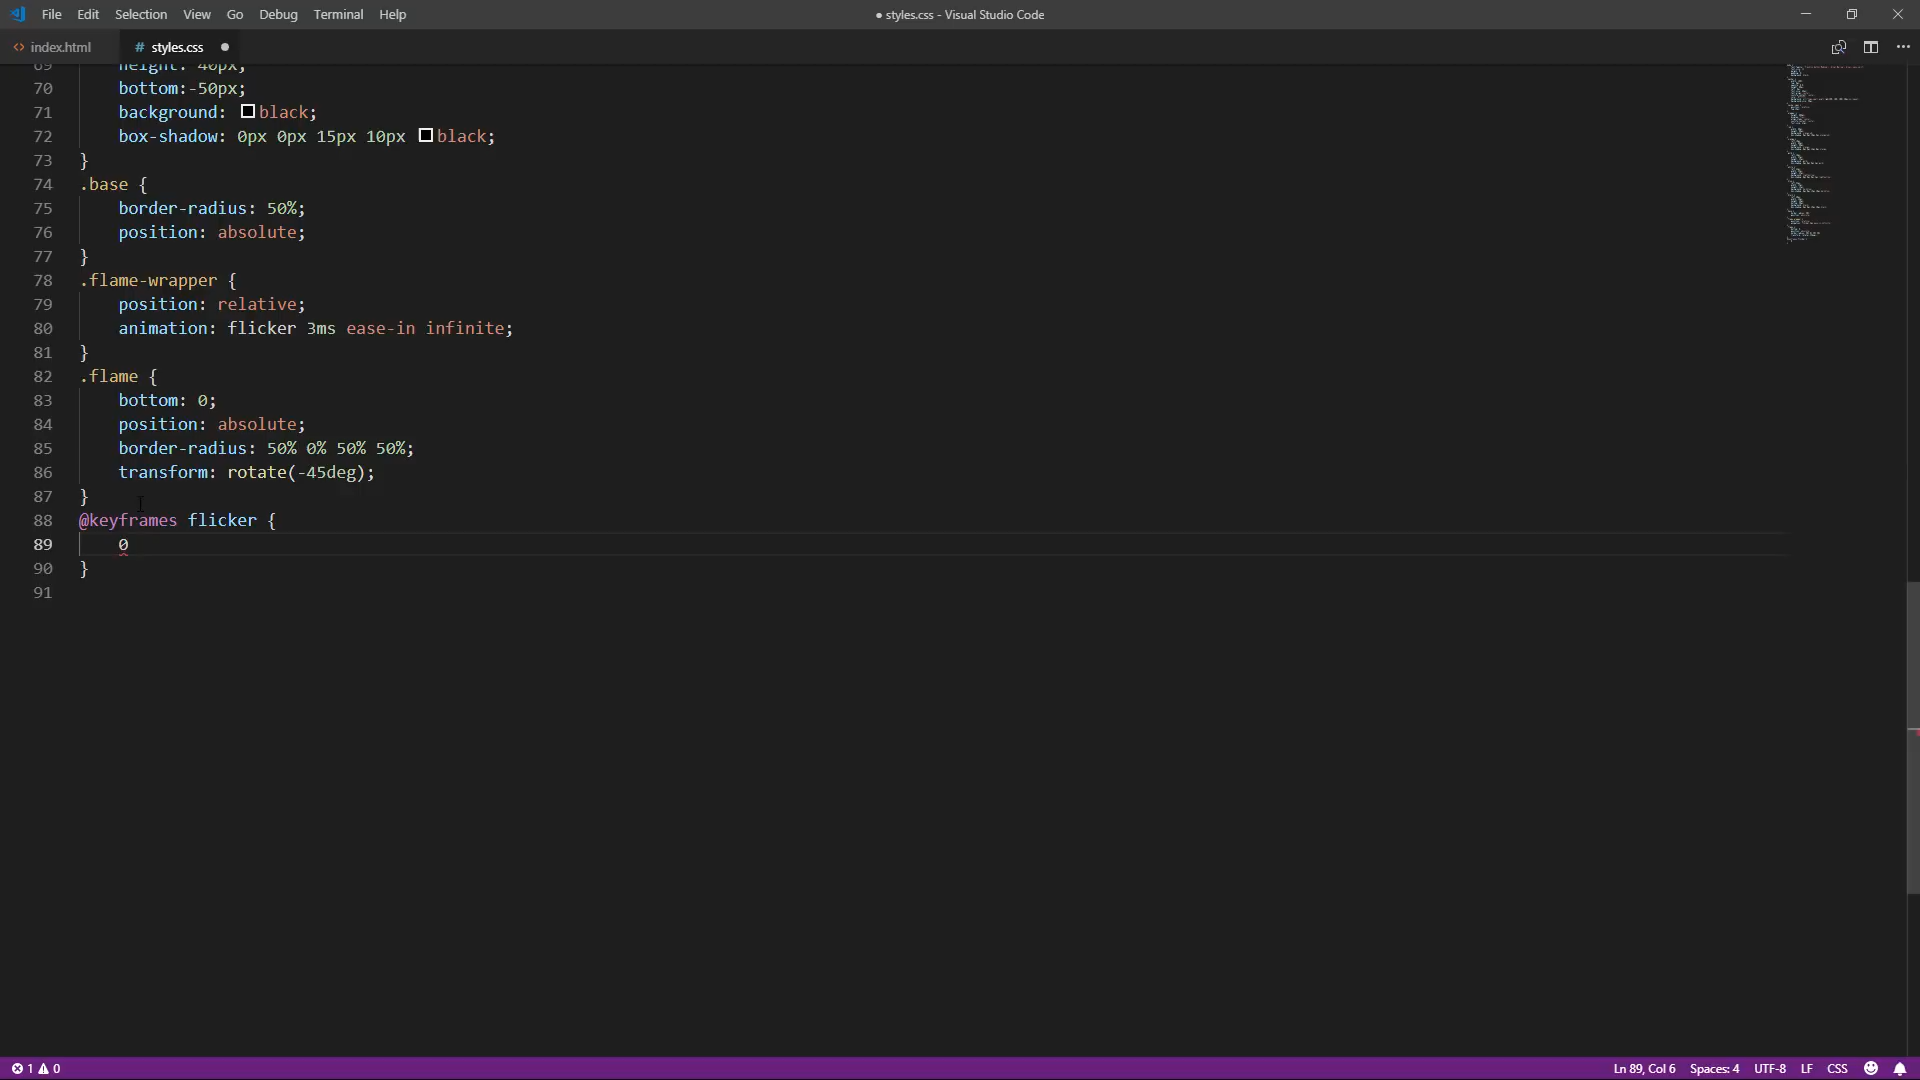 File Edit Selection View Go Debug Terminal Help
● styles.css - Visual Studio Code
<> index.html # styles.css ●
69 height: 40px;
70 bottom:-50px;
71 background: black;
72 box-shadow: 0px 0px 15px 10px black;
73 }
74 .base {
75 border-radius: 50%;
76 position: absolute;
77 }
78 .flame-wrapper {
79 position: relative;
80 animation: flicker 3ms ease-in infinite;
81 }
82 .flame {
83 bottom: 0;
84 position: absolute;
85 border-radius: 50% 0% 50% 50%;
86 transform: rotate(-45deg);
87 }
88 @keyframes flicker {
89 0
90 }
91
1 0 Ln 89, Col 6 Spaces: 4 UTF-8 LF CSS